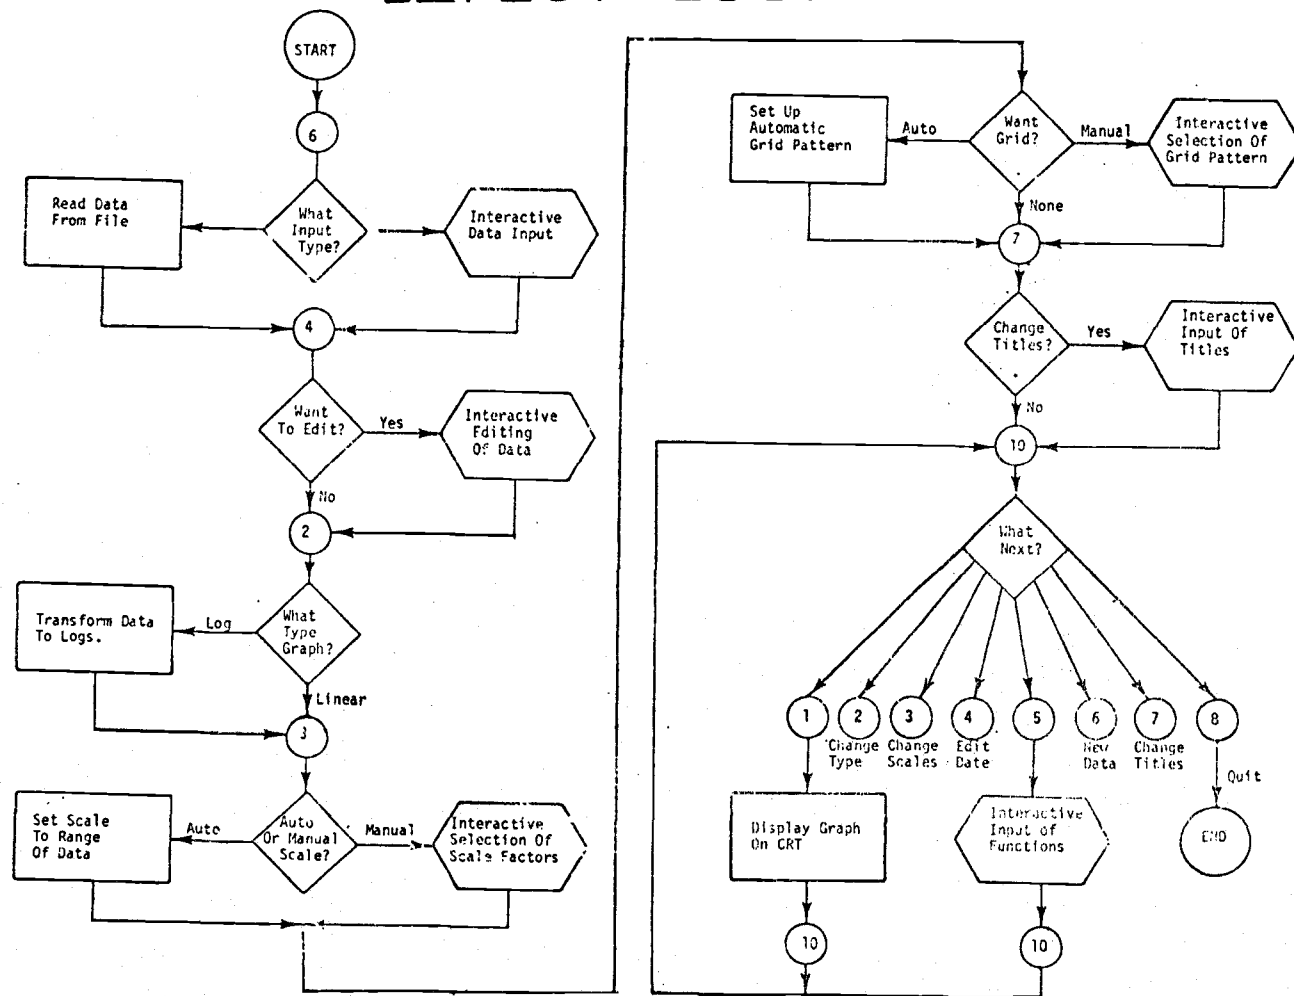 START
6
Read Data
From File
What
Input
Type?
Interactive
Data Input
4
Want
To Edit?
Yes
Interactive
Editing
Of Data
No
2
Transform Data
To Logs.
Log
What
Type
Graph?
Linear
3
Set Scale
To Range
Of Data
Auto
Auto
Or Manual
Scale?
Manual
Interactive
Selection Of
Scale Factors
Set Up
Automatic
Grid Pattern
Auto
Want
Grid?
Manual
Interactive
Selection Of
Grid Pattern
None
7
Change
Titles?
Yes
Interactive
Input Of
Titles
No
10
What
Next?
1
2
3
4
5
6
7
8
Change
Type
Change
Scales
Edit
Date
New
Data
Change
Titles
Quit
Display Graph
On CRT
Interactive
Input of
Functions
END
10
10